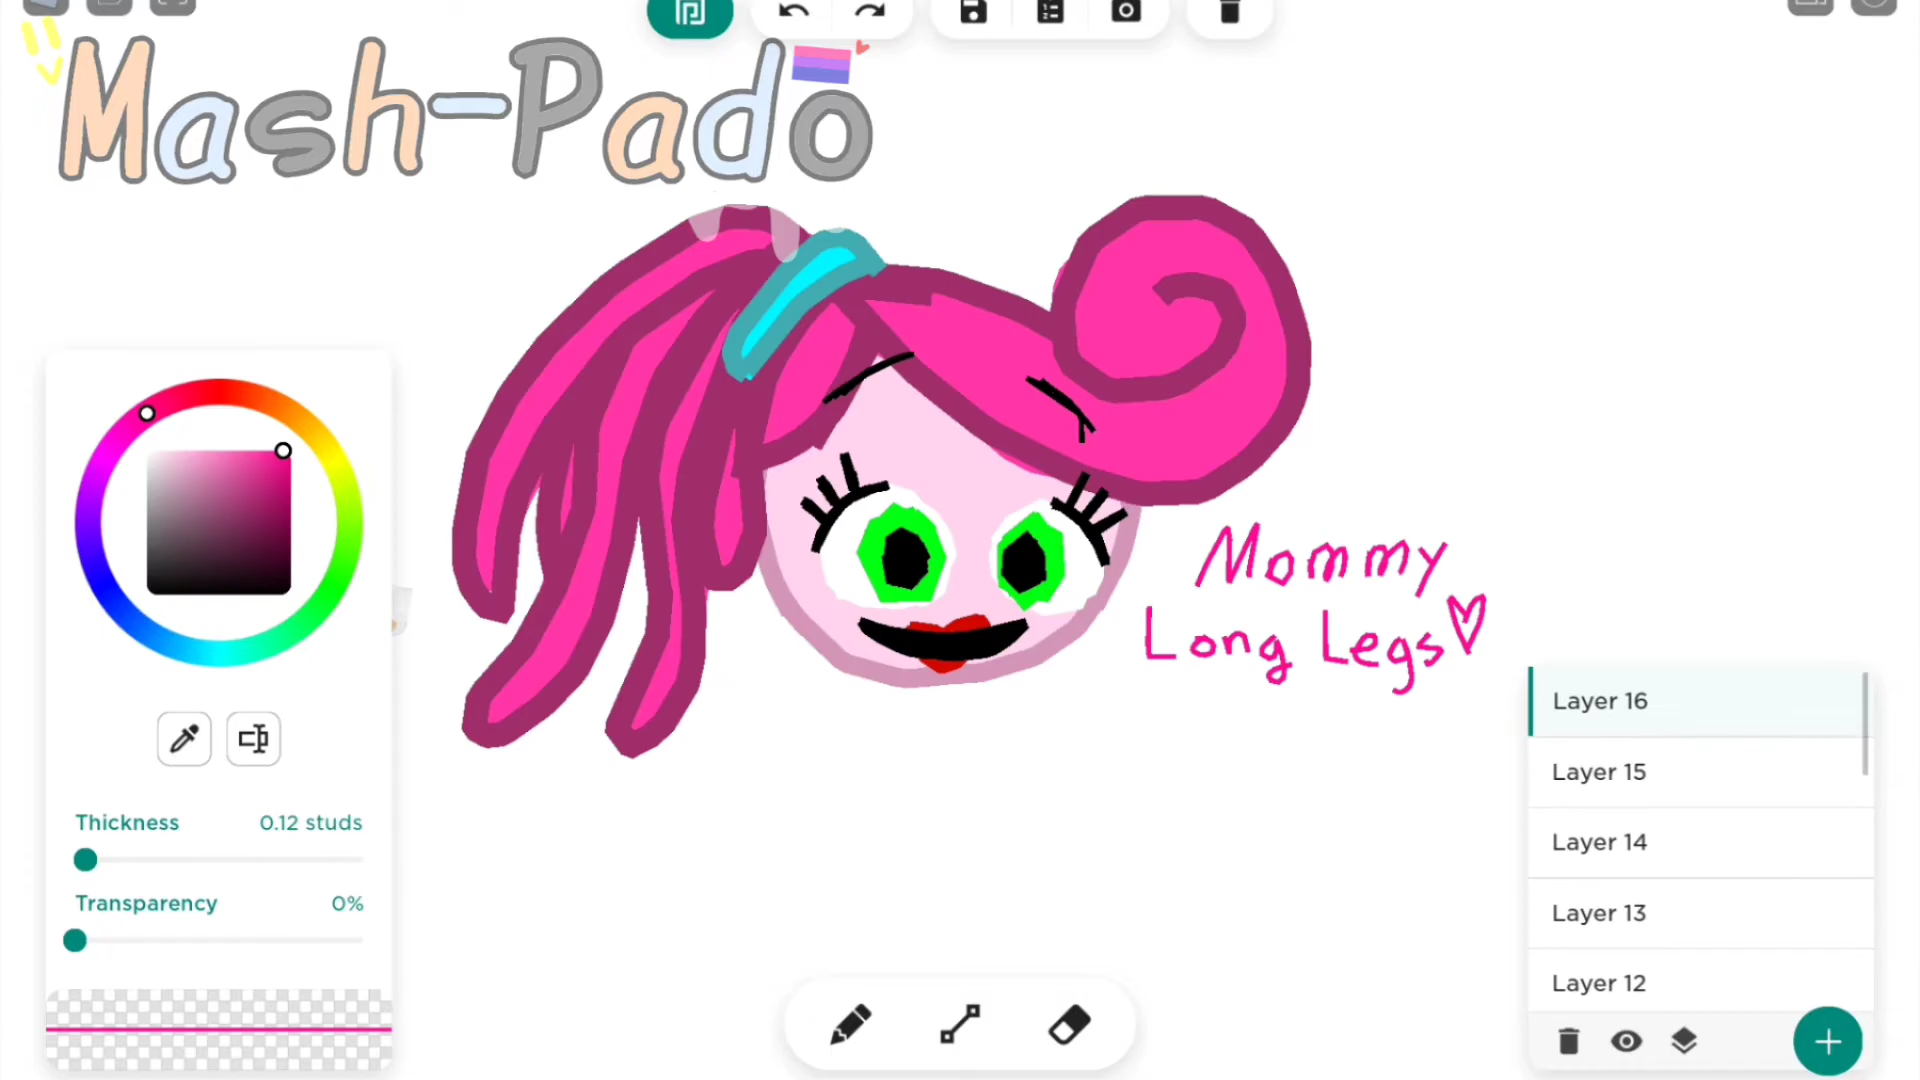 Mash-Pado
Mommy
Long Legs
Thickness 0.12 studs
Transparency 0%
Layer 16
Layer 15
Layer 14
Layer 13
Layer 12